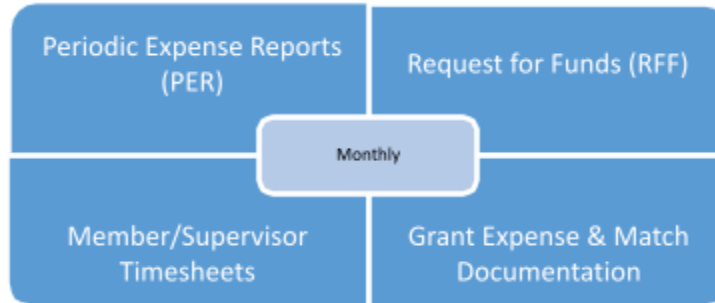 Periodic Expense Reports
(PER)
Request for Funds (RFF)
Monthly
Member/Supervisor
Timesheets
Grant Expense & Match
Documentation